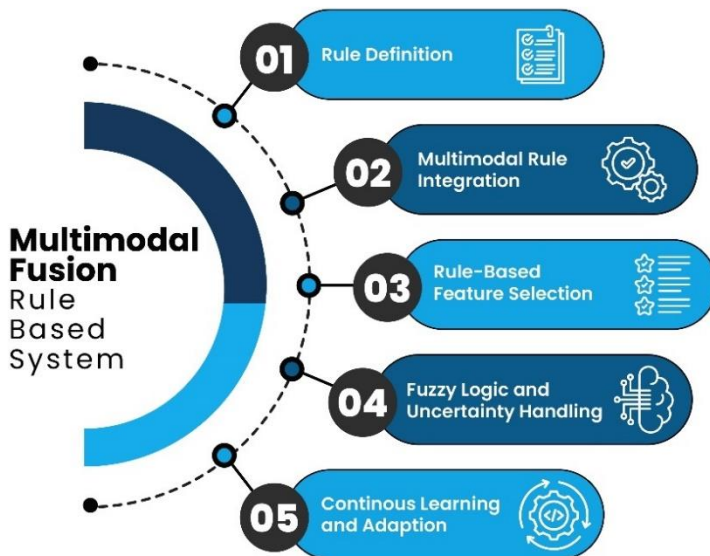 Multimodal
Fusion
Rule
Based
System
01
Rule Definition
02
Multimodal Rule
Integration
03
Rule-Based
Feature Selection
04
Fuzzy Logic and
Uncertainty Handling
05
Continous Learning
and Adaption